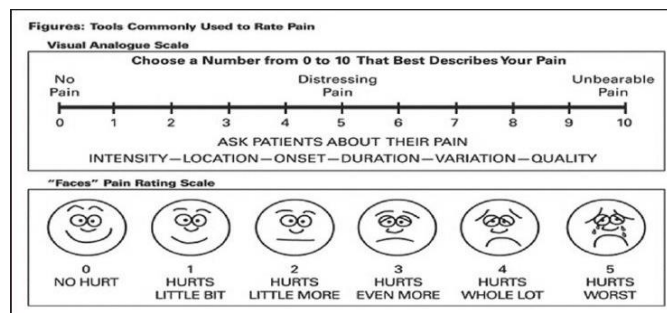 Figures: Tools Commonly Used to Rate Pain
Visual Analogue Scale
Choose a Number from 0 to 10 That Best Describes Your Pain
No Distressing Unbearable
Pain Pain Pain
0 1 2 3 4 5 6 7 8 9 10
ASK PATIENTS ABOUT THEIR PAIN
INTENSITY—LOCATION—ONSET—DURATION—VARIATION—QUALITY
"Faces" Pain Rating Scale
0 1 2 3 4 5
NO HURT HURTS HURTS HURTS HURTS HURTS
LITTLE BIT LITTLE MORE EVEN MORE WHOLE LOT WORST